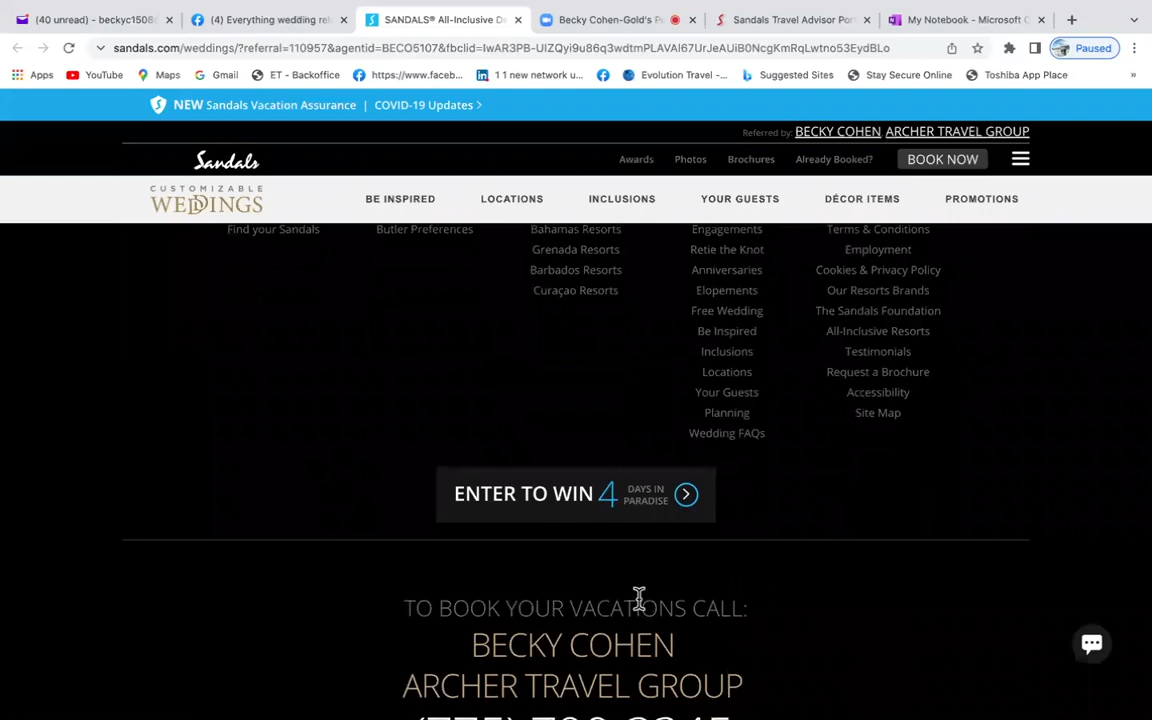 (40 unread) - beckyc1508
(4) Everything wedding rel
SANDALS® All-Inclusive D
Becky Cohen-Gold's P
Sandals Travel Advisor Por
My Notebook - Microsoft
sandals.com/weddings/?referral=110957&agentid=BECO5107&fbclid=IwAR3PB-UIZQyi9u86q3wdtmPLAVAI67UrJeAUiB0NcgKmRqLwtno53EydBLo
Paused
Apps
YouTube
Maps
Gmail
ET - Backoffice
https://www.faceb...
1 1 new network u...
Evolution Travel -...
Suggested Sites
Stay Secure Online
Toshiba App Place
NEW Sandals Vacation Assurance | COVID-19 Updates
Referred by: BECKY COHEN ARCHER TRAVEL GROUP
Sandals
Awards
Photos
Brochures
Already Booked?
BOOK NOW
CUSTOMIZABLE
WEDDINGS
BE INSPIRED
LOCATIONS
INCLUSIONS
YOUR GUESTS
DÉCOR ITEMS
PROMOTIONS
Find your Sandals
Butler Preferences
Bahamas Resorts
Grenada Resorts
Barbados Resorts
Curaçao Resorts
Engagements
Retie the Knot
Anniversaries
Elopements
Free Wedding
Be Inspired
Inclusions
Locations
Your Guests
Planning
Wedding FAQs
Terms & Conditions
Employment
Cookies & Privacy Policy
Our Resorts Brands
The Sandals Foundation
All-Inclusive Resorts
Testimonials
Request a Brochure
Accessibility
Site Map
ENTER TO WIN 4 DAYS IN
PARADISE
TO BOOK YOUR VACATIONS CALL:
BECKY COHEN
ARCHER TRAVEL GROUP